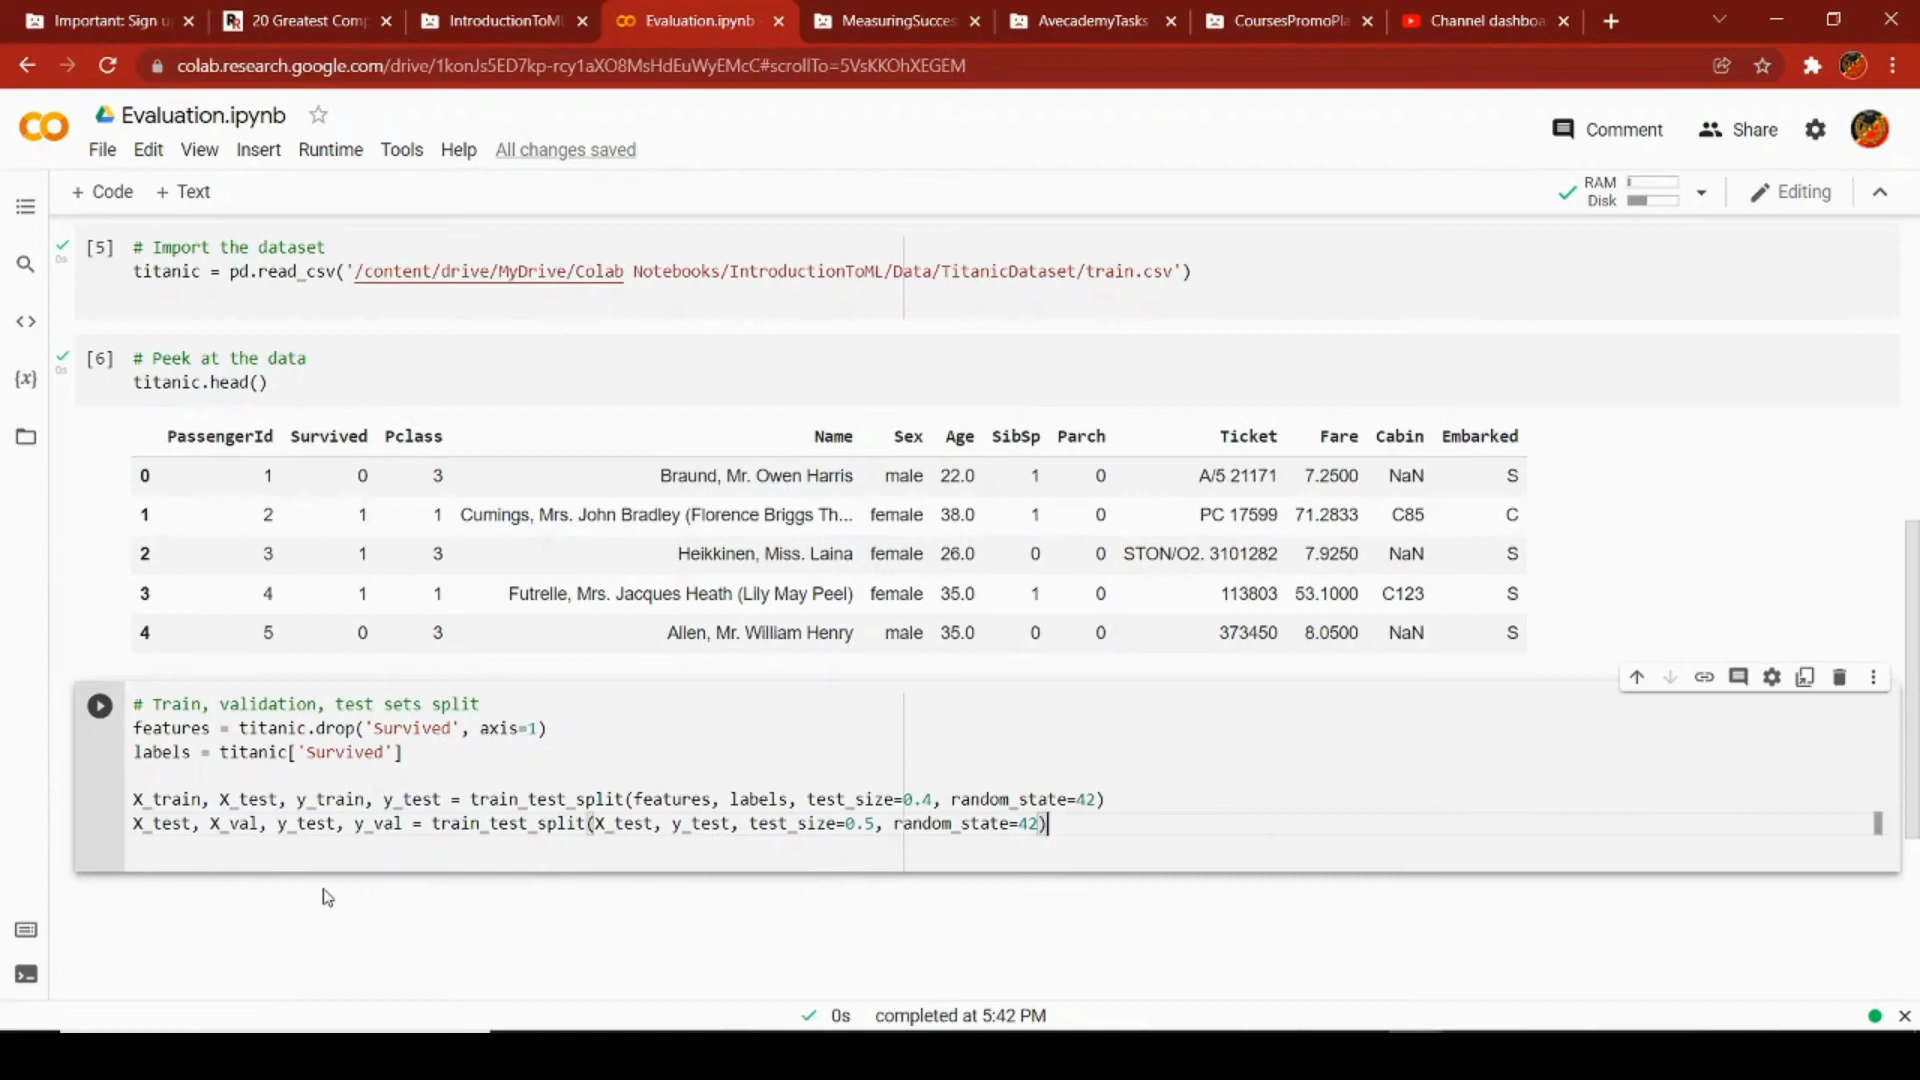 Important: Sign u
20 Greatest Comp
IntroductionToML
Evaluation.ipynb
MeasuringSucces
AvecademyTasks
CoursesPromoPla
Channel dashboa
colab.research.google.com/drive/1konJs5ED7kp-rcy1aXO8MsHdEuWyEMcC#scrollTo=5VsKKOhXEGEM
Evaluation.ipynb
Comment
Share
File Edit View Insert Runtime Tools Help All changes saved
+ Code + Text
RAM
Disk
Editing
[5] # Import the dataset
0s
titanic = pd.read_csv('/content/drive/MyDrive/Colab Notebooks/IntroductionToML/Data/TitanicDataset/train.csv')
[6] # Peek at the data
0s
titanic.head()
PassengerId Survived Pclass Name Sex Age SibSp Parch Ticket Fare Cabin Embarked
0 1 0 3 Braund, Mr. Owen Harris male 22.0 1 0 A/5 21171 7.2500 NaN S
1 2 1 1 Cumings, Mrs. John Bradley (Florence Briggs Th... female 38.0 1 0 PC 17599 71.2833 C85 C
2 3 1 3 Heikkinen, Miss. Laina female 26.0 0 0 STON/O2. 3101282 7.9250 NaN S
3 4 1 1 Futrelle, Mrs. Jacques Heath (Lily May Peel) female 35.0 1 0 113803 53.1000 C123 S
4 5 0 3 Allen, Mr. William Henry male 35.0 0 0 373450 8.0500 NaN S
# Train, validation, test sets split
features = titanic.drop('Survived', axis=1)
labels = titanic['Survived']
X_train, X_test, y_train, y_test = train_test_split(features, labels, test_size=0.4, random_state=42)
X_test, X_val, y_test, y_val = train_test_split(X_test, y_test, test_size=0.5, random_state=42)
0s completed at 5:42 PM